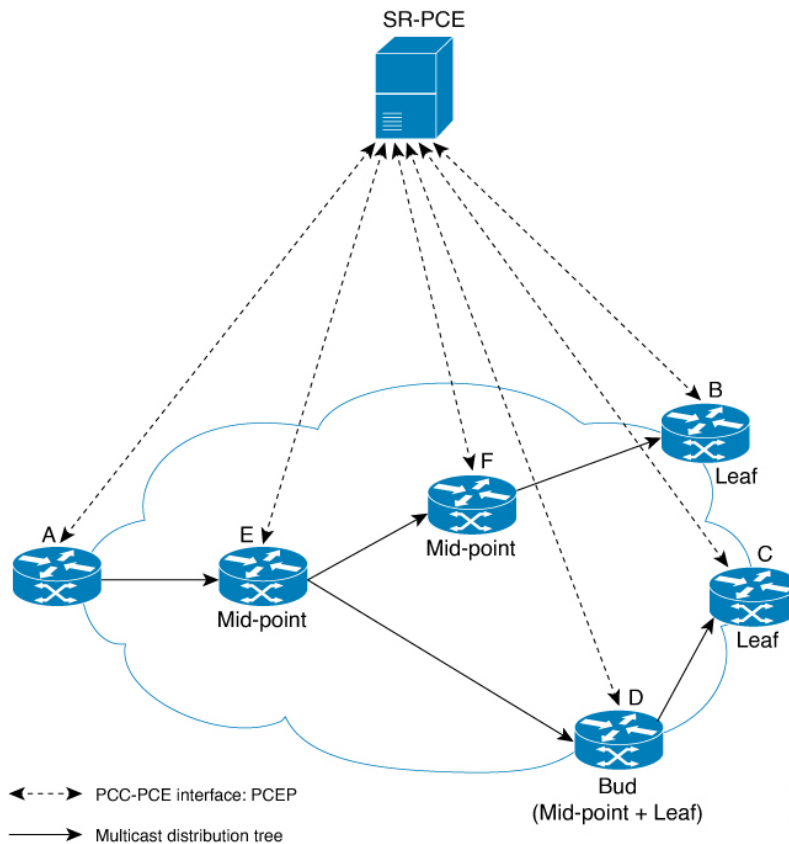 SR-PCE
B
Leaf
F
Mid-point
A
E
Mid-point
C
Leaf
D
Bud
(Mid-point + Leaf)
PCC-PCE interface: PCEP
Multicast distribution tree